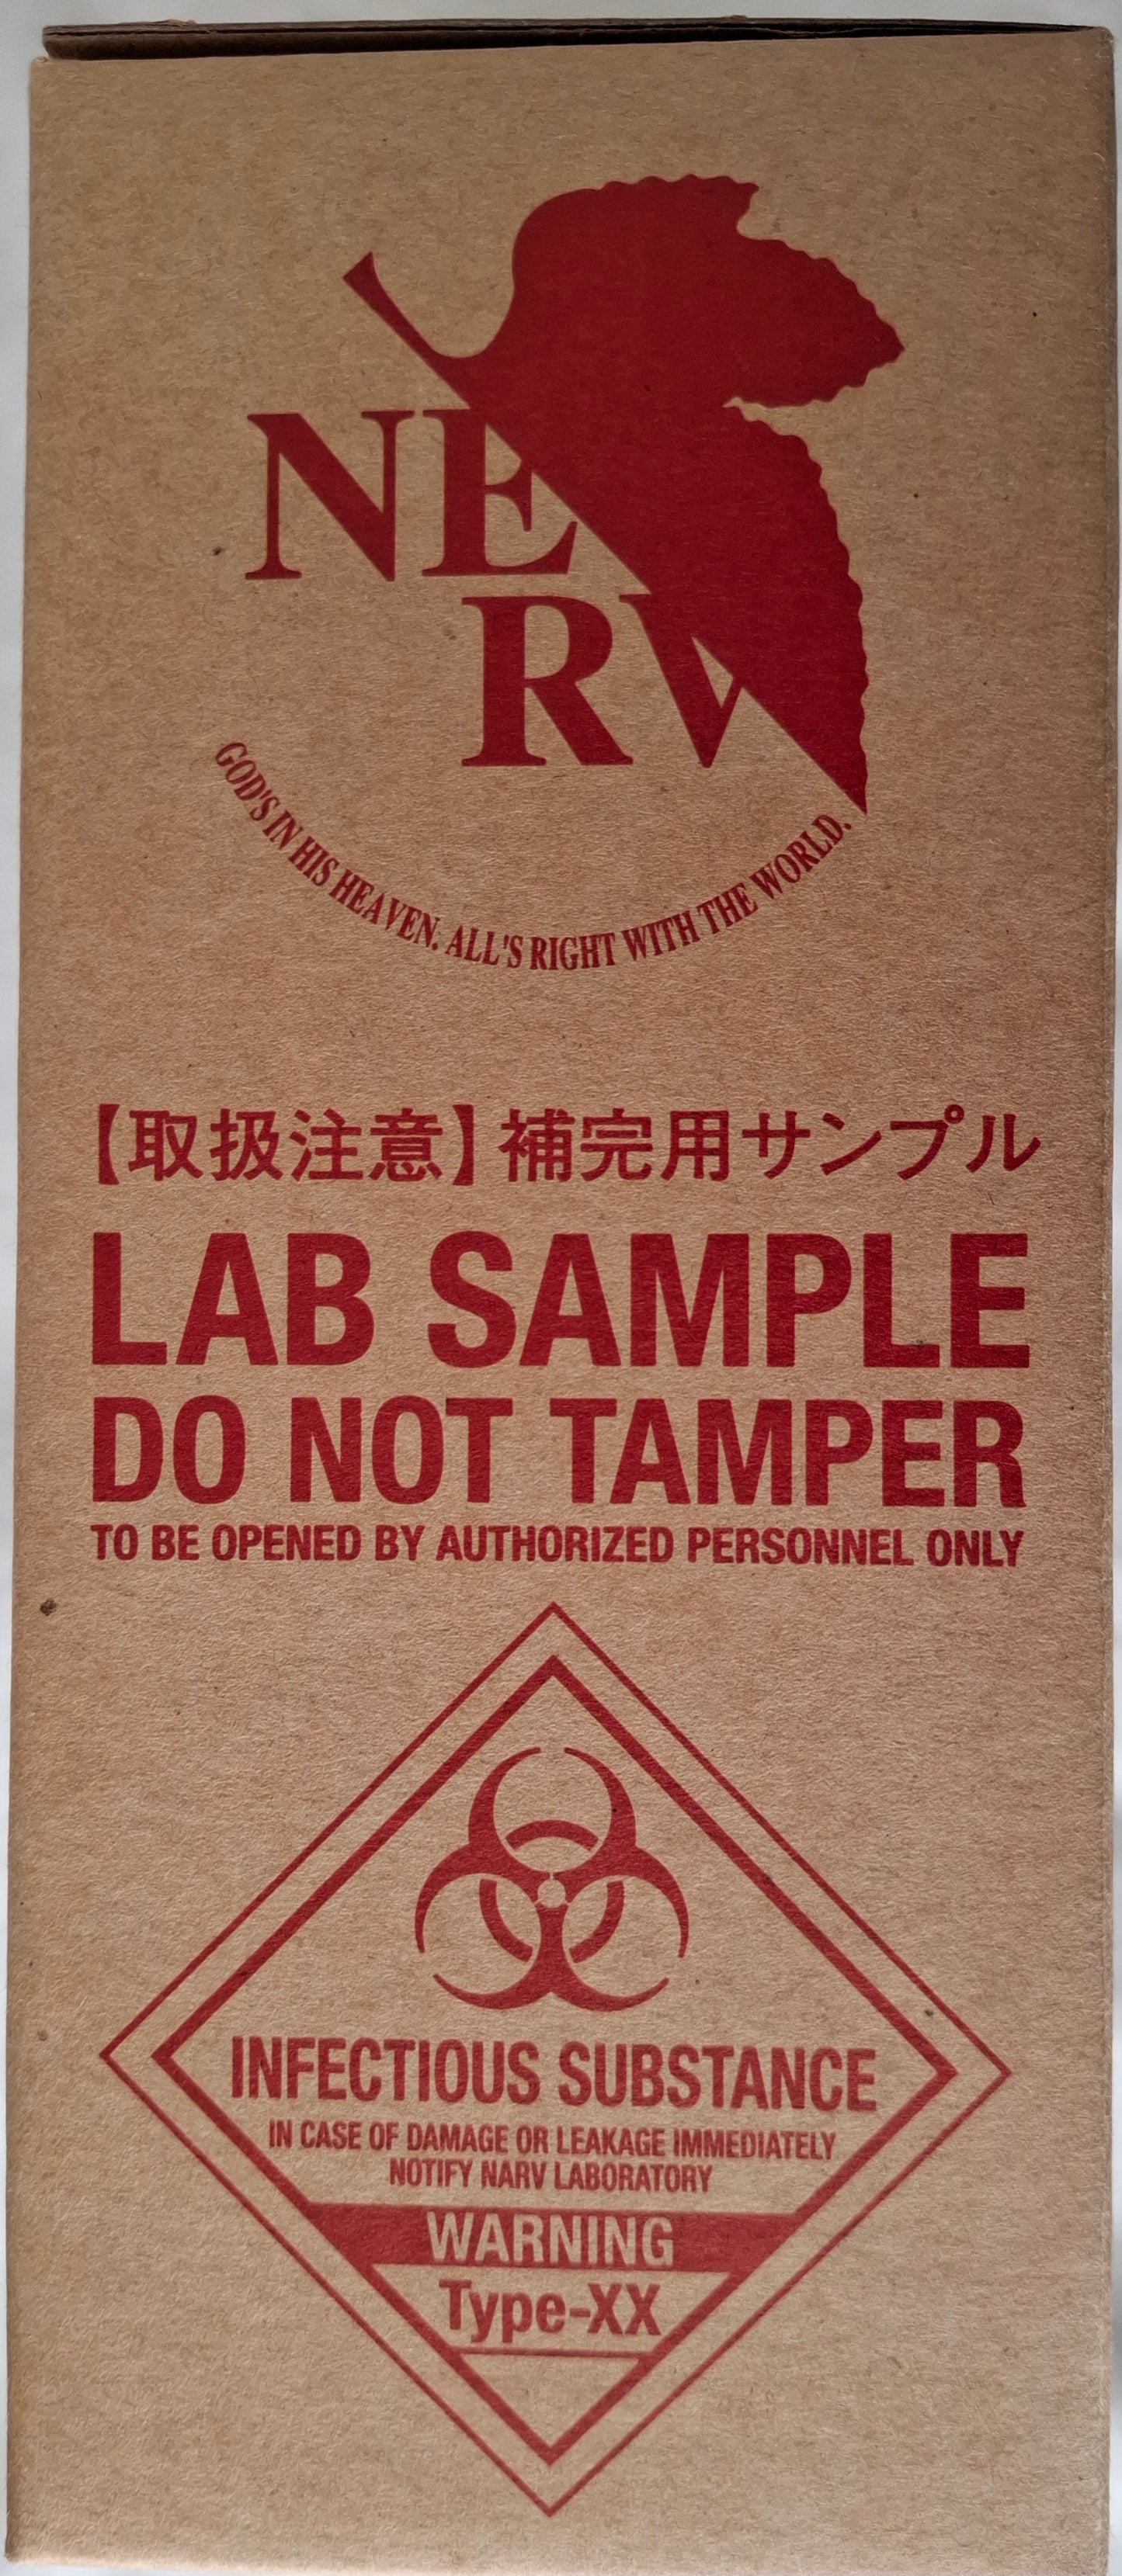 NE
RV
GOD'S IN HIS HEAVEN. ALL'S RIGHT WITH THE WORLD.
【取扱注意】補完用サンプル
LAB SAMPLE
DO NOT TAMPER
TO BE OPENED BY AUTHORIZED PERSONNEL ONLY
INFECTIOUS SUBSTANCE
IN CASE OF DAMAGE OR LEAKAGE IMMEDIATELY
NOTIFY NARV LABORATORY
WARNING
Type-XX